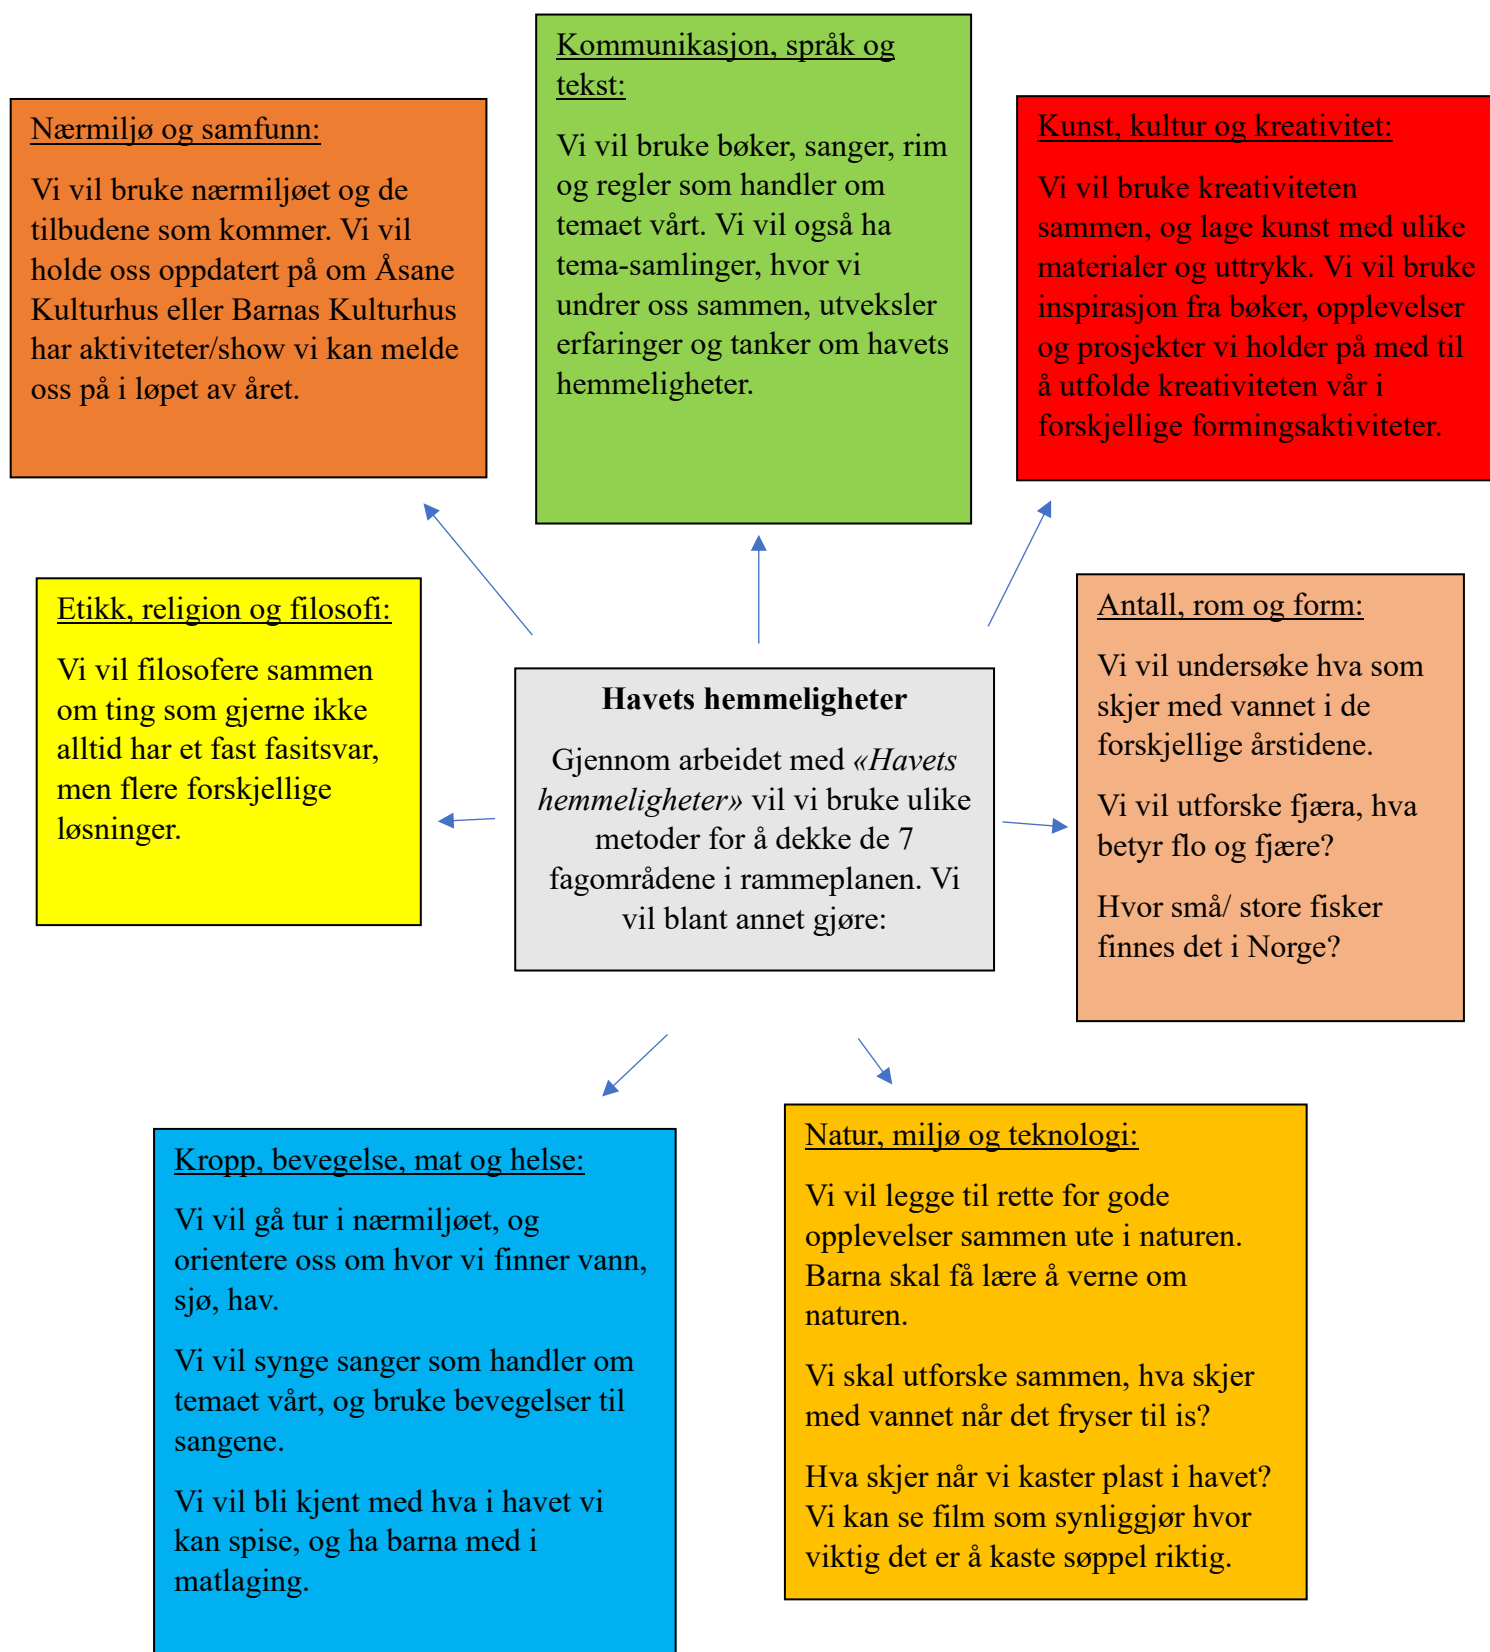 Kommunikasjon, språk og
tekst:
Vi vil bruke bøker, sanger, rim
og regler som handler om
temaet vårt. Vi vil også ha
tema-samlinger, hvor vi
undrer oss sammen, utveksler
erfaringer og tanker om havets
hemmeligheter.
Nærmiljø og samfunn:
Vi vil bruke nærmiljøet og de
tilbudene som kommer. Vi vil
holde oss oppdatert på om Åsane
Kulturhus eller Barnas Kulturhus
har aktiviteter/show vi kan melde
oss på i løpet av året.
Kunst, kultur og kreativitet:
Vi vil bruke kreativiteten
sammen, og lage kunst med ulike
materialer og uttrykk. Vi vil bruke
inspirasjon fra bøker, opplevelser
og prosjekter vi holder på med til
å utfolde kreativiteten vår i
forskjellige formingsaktiviteter.
Etikk, religion og filosofi:
Vi vil filosofere sammen
om ting som gjerne ikke
alltid har et fast fasitsvar,
men flere forskjellige
løsninger.
Havets hemmeligheter
Gjennom arbeidet med «Havets
hemmeligheter» vil vi bruke ulike
metoder for å dekke de 7
fagområdene i rammeplanen. Vi
vil blant annet gjøre:
Antall, rom og form:
Vi vil undersøke hva som
skjer med vannet i de
forskjellige årstidene.
Vi vil utforske fjæra, hva
betyr flo og fjære?
Hvor små/ store fisker
finnes det i Norge?
Kropp, bevegelse, mat og helse:
Vi vil gå tur i nærmiljøet, og
orientere oss om hvor vi finner vann,
sjø, hav.
Vi vil synge sanger som handler om
temaet vårt, og bruke bevegelser til
sangene.
Vi vil bli kjent med hva i havet vi
kan spise, og ha barna med i
matlaging.
Natur, miljø og teknologi:
Vi vil legge til rette for gode
opplevelser sammen ute i naturen.
Barna skal få lære å verne om
naturen.
Vi skal utforske sammen, hva skjer
med vannet når det fryser til is?
Hva skjer når vi kaster plast i havet?
Vi kan se film som synliggjør hvor
viktig det er å kaste søppel riktig.